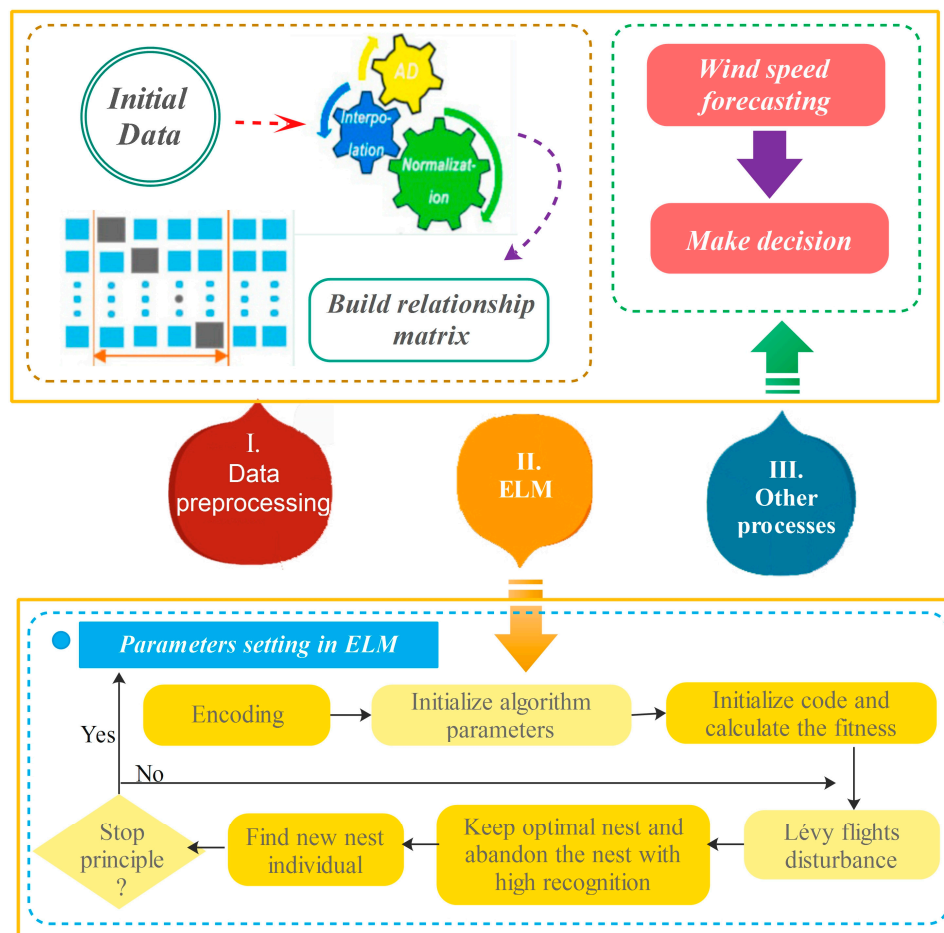 Initial
Data
AD
Interpo-
lation
Normalizat-
ion
Build relationship
matrix
Wind speed
forecasting
Make decision
I.
Data
preprocessing
II.
ELM
III.
Other
processes
Parameters setting in ELM
Encoding
Initialize algorithm
parameters
Initialize code and
calculate the fitness
Yes
No
Stop
principle
?
Find new nest
individual
Keep optimal nest and
abandon the nest with
high recognition
Lévy flights
disturbance